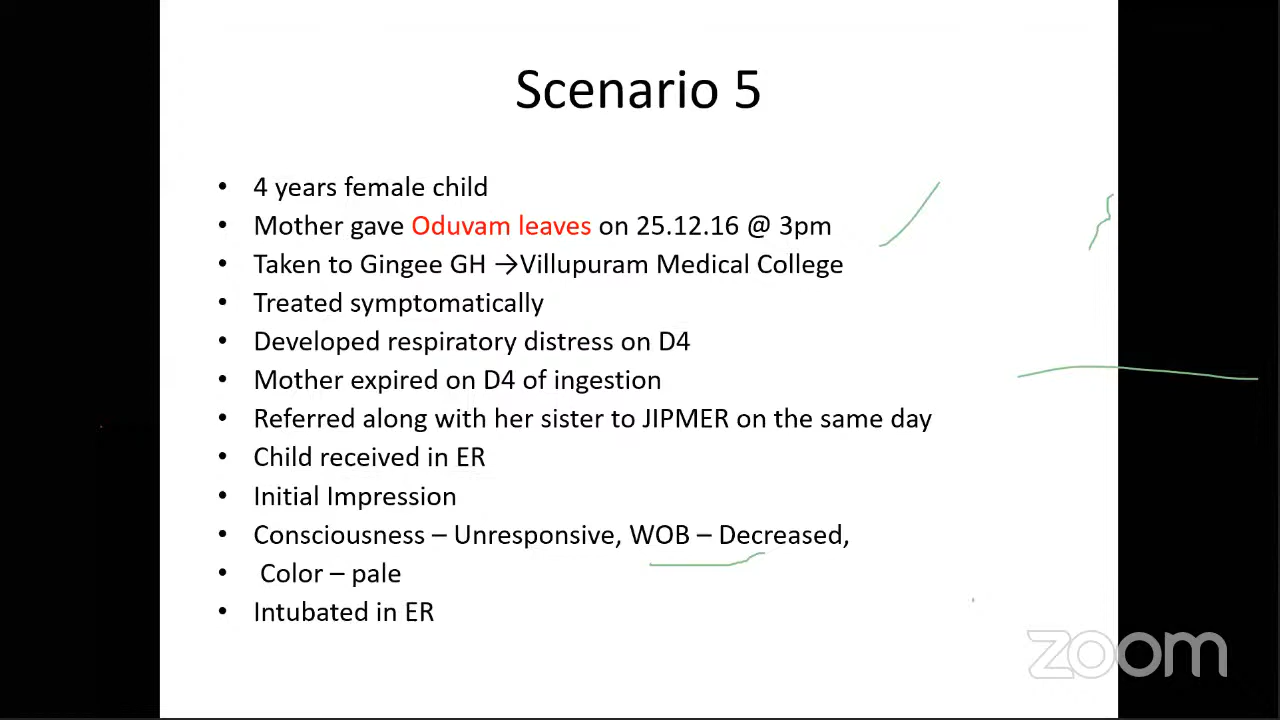 Scenario 5
• 4 years female child
• Mother gave Oduvam leaves on 25.12.16 @ 3pm
• Taken to Gingee GH →Villupuram Medical College
• Treated symptomatically
• Developed respiratory distress on D4
• Mother expired on D4 of ingestion
• Referred along with her sister to JIPMER on the same day
• Child received in ER
• Initial Impression
• Consciousness – Unresponsive, WOB – Decreased,
• Color – pale
• Intubated in ER
zoom